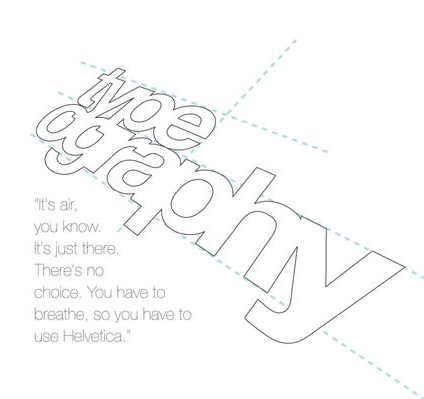 type
ography
"It's air,
you know.
It's just there.
There's no
choice. You have to
breathe, so you have to
use Helvetica."